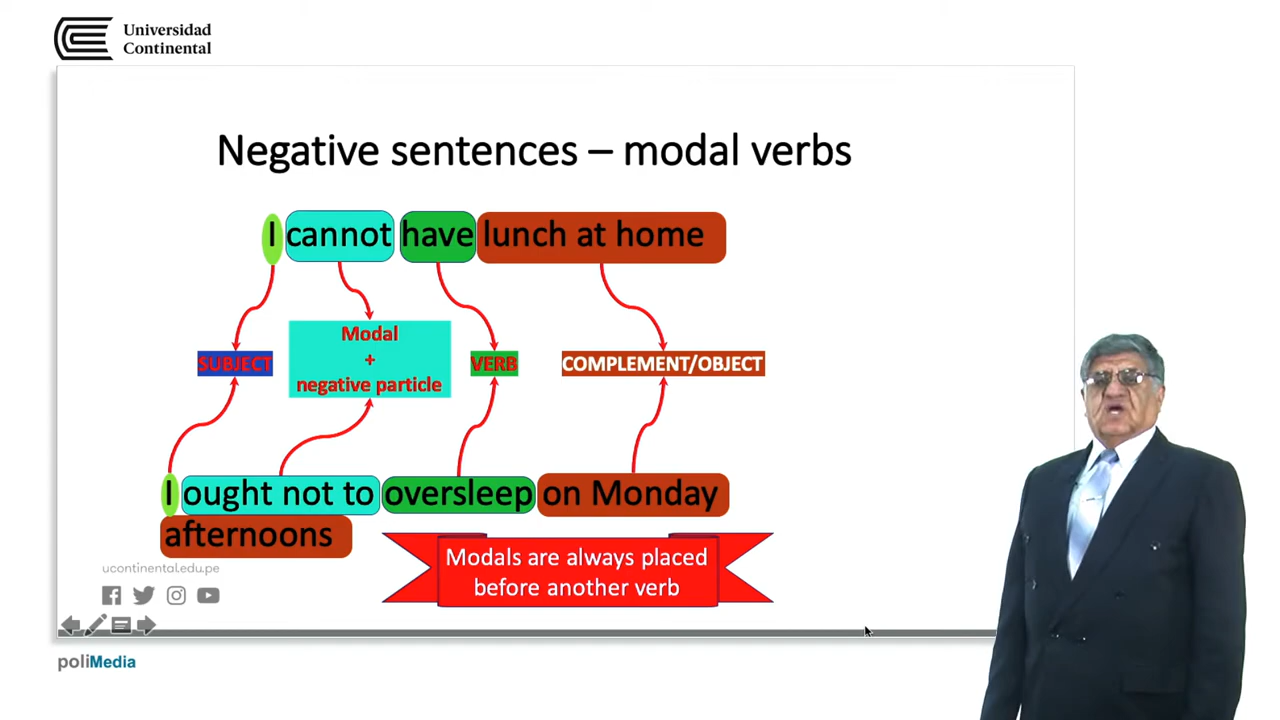 Universidad
Continental
Negative sentences – modal verbs
I cannot have lunch at home
Modal
+
negative particle
SUBJECT
VERB
COMPLEMENT/OBJECT
I ought not to oversleep on Monday
afternoons
Modals are always placed
before another verb
ucontinental.edu.pe
poliMedia